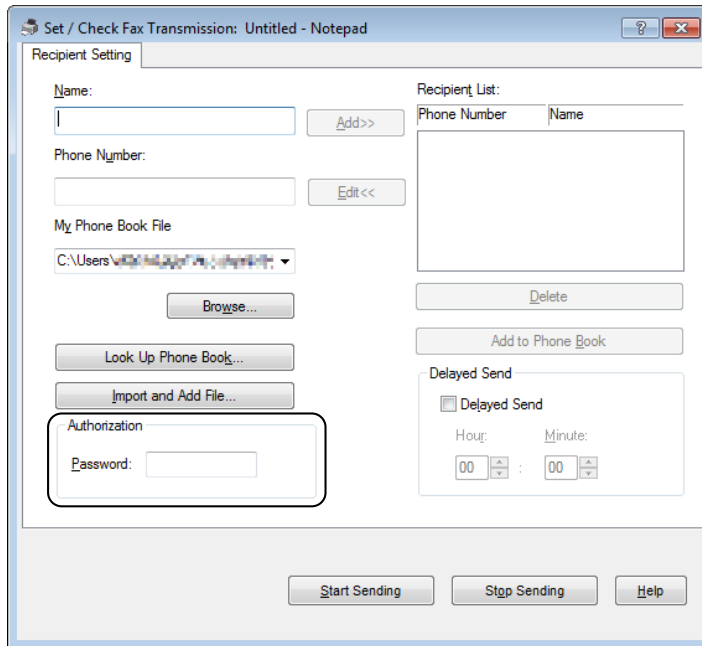 Set / Check Fax Transmission: Untitled - Notepad
Recipient Setting
Name:
Add>>
Phone Number:
Edit<<
My Phone Book File
C:\Users\
Browse...
Look Up Phone Book...
Import and Add File...
Authorization
Password:
Recipient List:
Phone Number Name
Delete
Add to Phone Book
Delayed Send
Delayed Send
Hour: Minute:
00 : 00
Start Sending Stop Sending Help